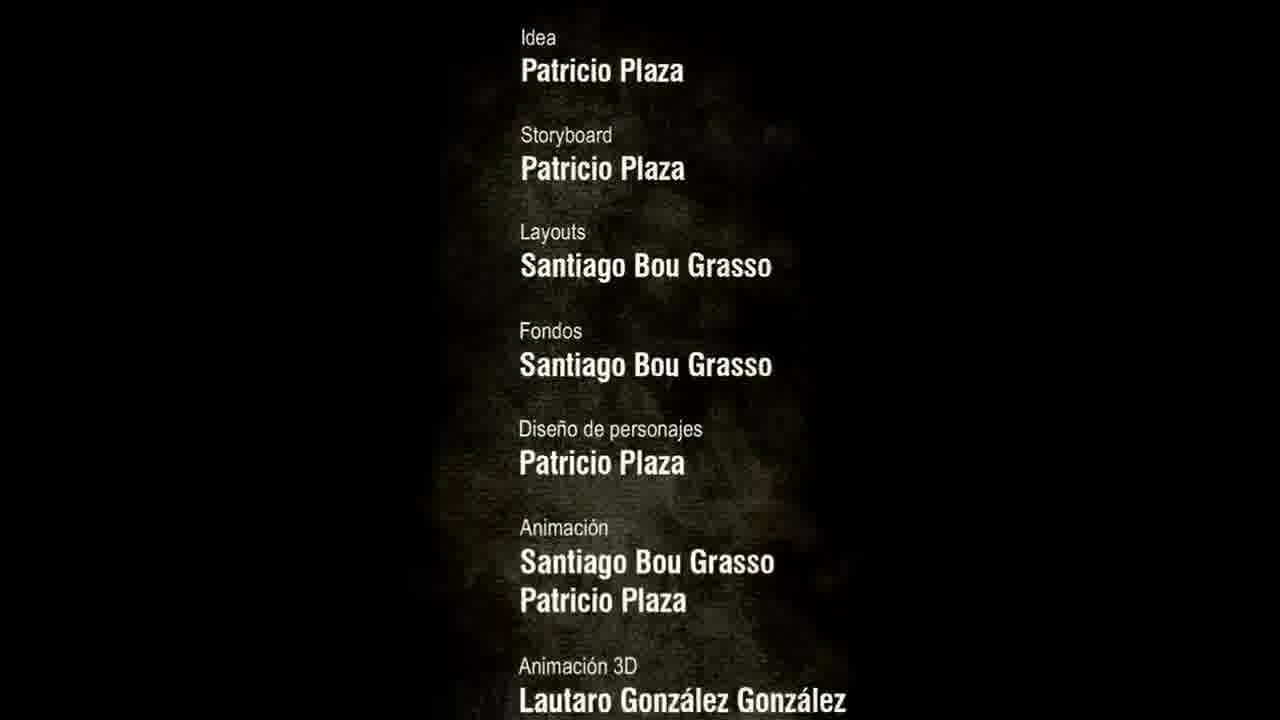 Idea
Patricio Plaza
Storyboard
Patricio Plaza
Layouts
Santiago Bou Grasso
Fondos
Santiago Bou Grasso
Diseño de personajes
Patricio Plaza
Animación
Santiago Bou Grasso
Patricio Plaza
Animación 3D
Lautaro González González